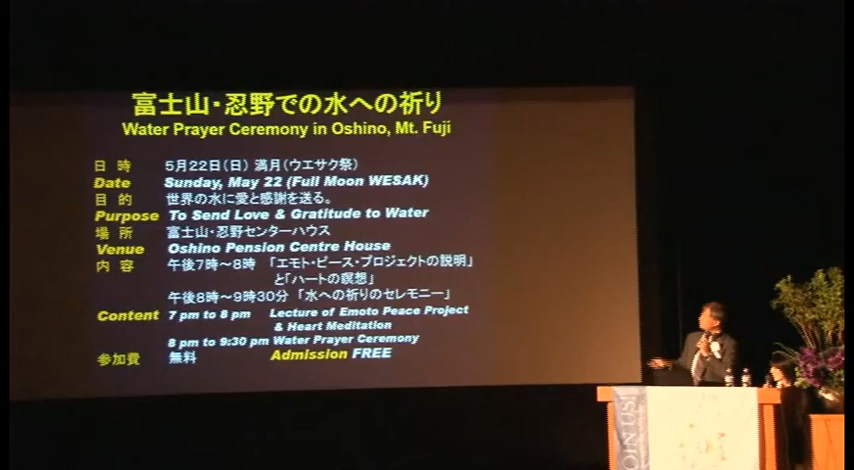 富士山・忍野での水への祈り
Water Prayer Ceremony in Oshino, Mt. Fuji
日 時 5月22日(日) 満月(ウエサク祭)
Date Sunday, May 22 (Full Moon WESAK)
目 的 世界の水に愛と感謝を送る。
Purpose To Send Love & Gratitude to Water
場 所 富士山・忍野センターハウス
Venue Oshino Pension Centre House
内 容 午後7時~8時 「エモト・ピース・プロジェクトの説明」
と「ハートの瞑想」
午後8時~9時30分 「水への祈りのセレモニー」
Content 7 pm to 8 pm Lecture of Emoto Peace Project
& Heart Meditation
8 pm to 9:30 pm Water Prayer Ceremony
参加費 無料 Admission FREE
JOIN US!